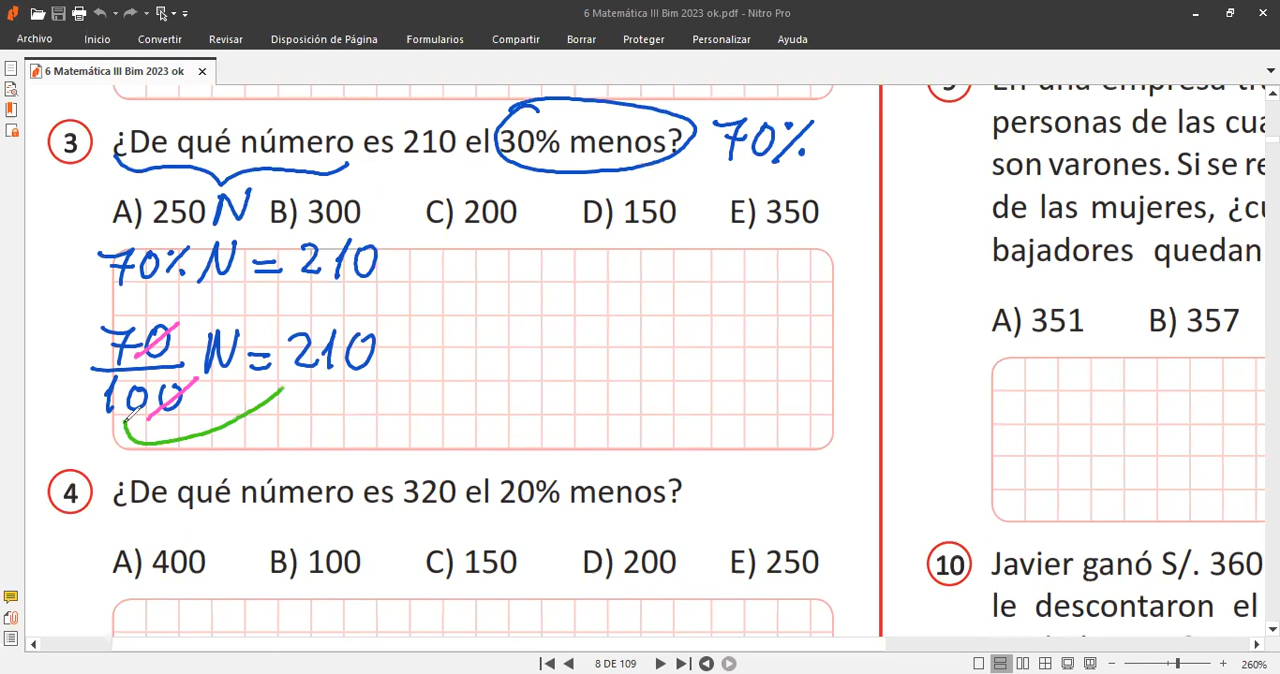 6 Matemática III Bim 2023 ok.pdf - Nitro Pro
Archivo Inicio Convertir Revisar Disposición de Página Formularios Compartir Borrar Proteger Personalizar Ayuda
6 Matemática III Bim 2023 ok
3 ¿De qué número es 210 el 30% menos? 70%
N
A) 250 B) 300 C) 200 D) 150 E) 350
70% N = 210
70/100 N = 210
4 ¿De qué número es 320 el 20% menos?
A) 400 B) 100 C) 150 D) 200 E) 250
personas de las cua
son varones. Si se re
de las mujeres, ¿cu
bajadores quedan
A) 351 B) 357
10 Javier ganó S/. 360
le descontaron el
8 DE 109
260%